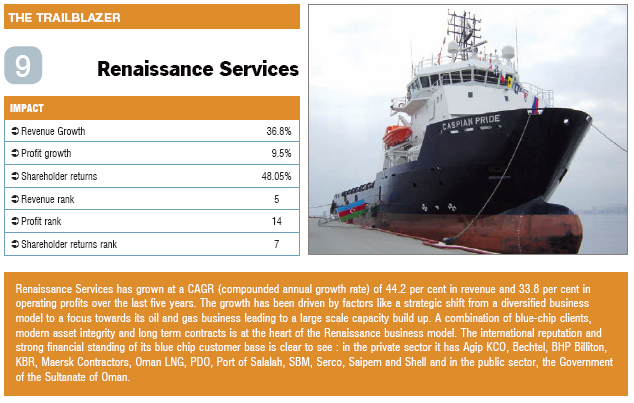 THE TRAILBLAZER
9
Renaissance Services
IMPACT
➲ Revenue Growth 36.8%
➲ Profit growth 9.5%
➲ Shareholder returns 48.05%
➲ Revenue rank 5
➲ Profit rank 14
➲ Shareholder returns rank 7
CASPIAN PRIDE
Renaissance Services has grown at a CAGR (compounded annual growth rate) of 44.2 per cent in revenue and 33.8 per cent in
operating profits over the last five years. The growth has been driven by factors like a strategic shift from a diversified business
model to a focus towards its oil and gas business leading to a large scale capacity build up. A combination of blue-chip clients,
modern asset integrity and long term contracts is at the heart of the Renaissance business model. The international reputation and
strong financial standing of its blue chip customer base is clear to see : in the private sector it has Agip KCO, Bechtel, BHP Billiton,
KBR, Maersk Contractors, Oman LNG, PDO, Port of Salalah, SBM, Serco, Saipem and Shell and in the public sector, the Government
of the Sultanate of Oman.